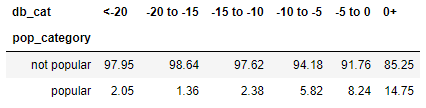 db_cat <-20 -20 to -15 -15 to -10 -10 to -5 -5 to 0 0+
pop_category
not popular 97.95 98.64 97.62 94.18 91.76 85.25
popular 2.05 1.36 2.38 5.82 8.24 14.75